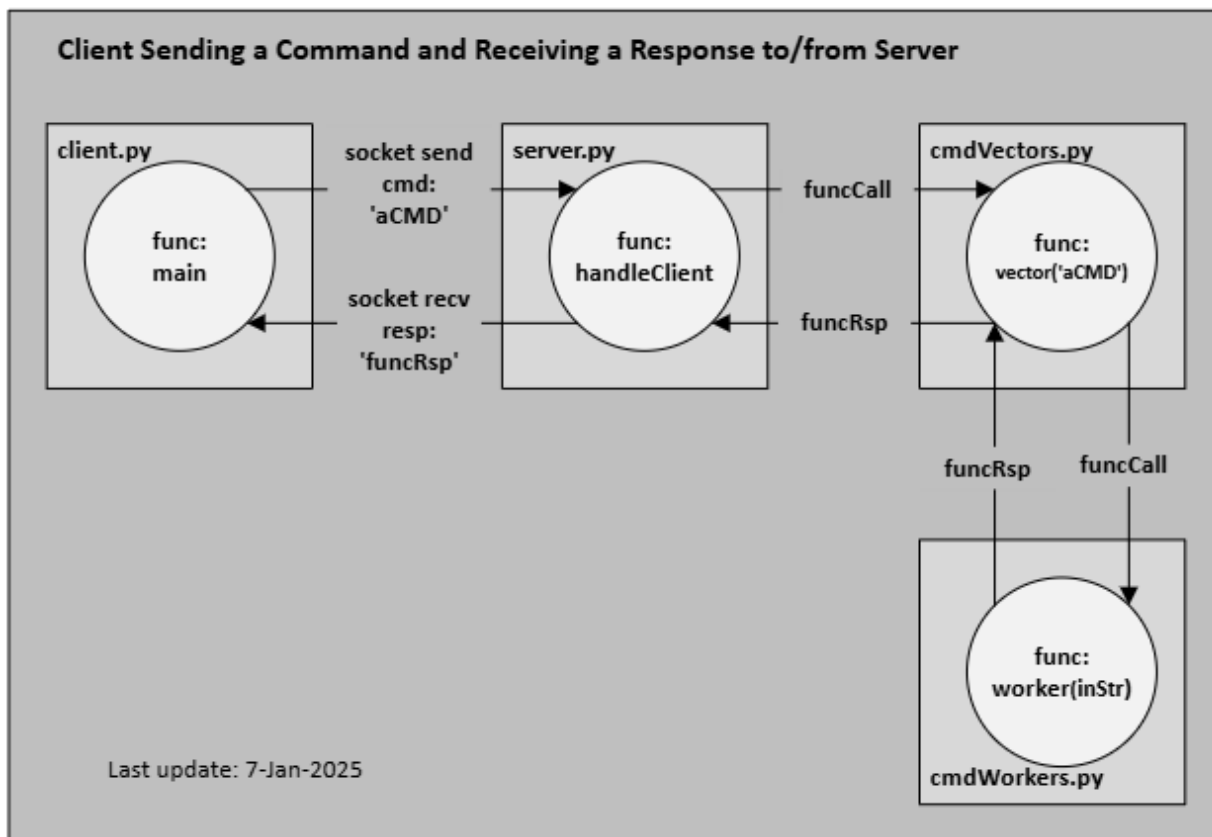 Client Sending a Command and Receiving a Response to/from Server
client.py
func:
main
socket send
cmd:
'aCMD'
socket recv
resp:
'funcRsp'
server.py
func:
handleClient
funcCall
funcRsp
cmdVectors.py
func:
vector('aCMD')
funcRsp
funcCall
func:
worker(inStr)
cmdWorkers.py
Last update: 7-Jan-2025